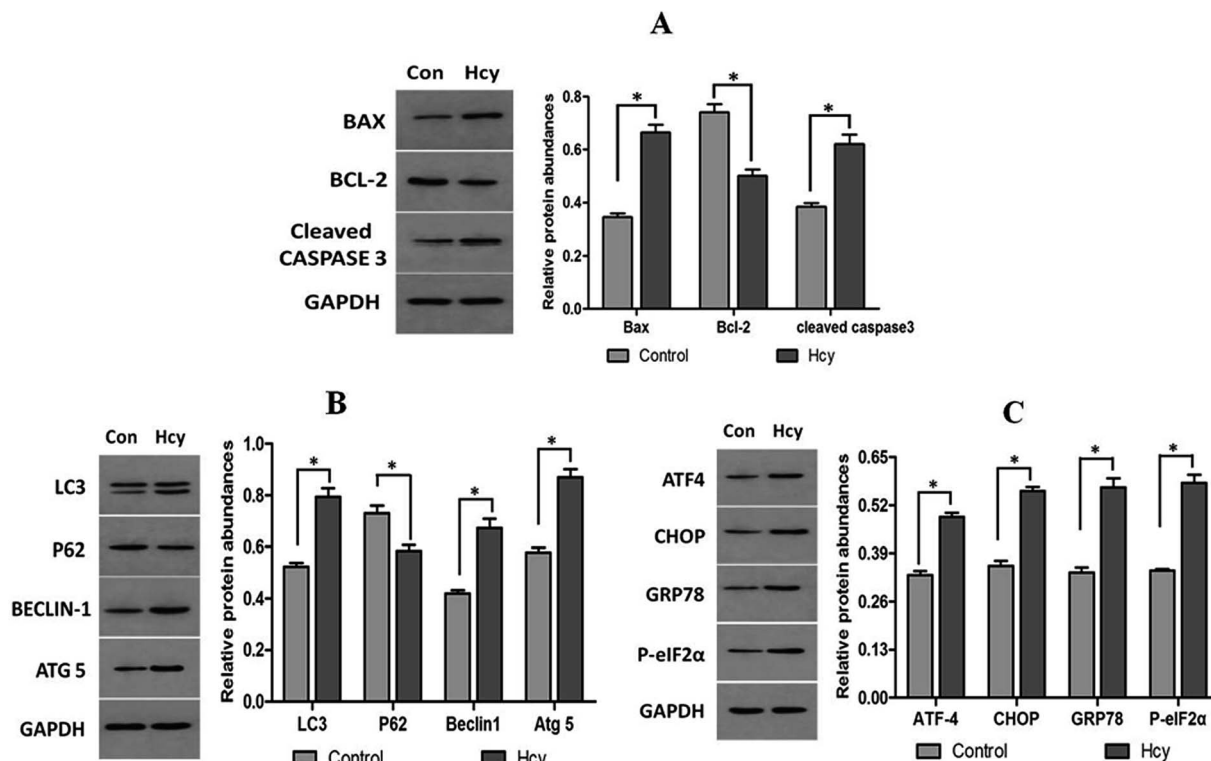 A
Con Hcy
BAX
BCL-2
Cleaved
CASPASE 3
GAPDH
Relative protein abundances
0.8
0.6
0.4
0.2
0.0
* * *
Bax Bcl-2 cleaved caspase3
Control Hcy
B
Con Hcy
LC3
P62
BECLIN-1
ATG 5
GAPDH
Relative protein abundances
1.0
0.8
0.6
0.4
0.2
0.0
* * * *
LC3 P62 Beclin1 Atg 5
Control Hcy
C
Con Hcy
ATF4
CHOP
GRP78
P-eIF2α
GAPDH
Relative protein abundances
0.65
0.52
0.39
0.26
0.13
0.00
* * * *
ATF-4 CHOP GRP78 P-eIF2α
Control Hcy